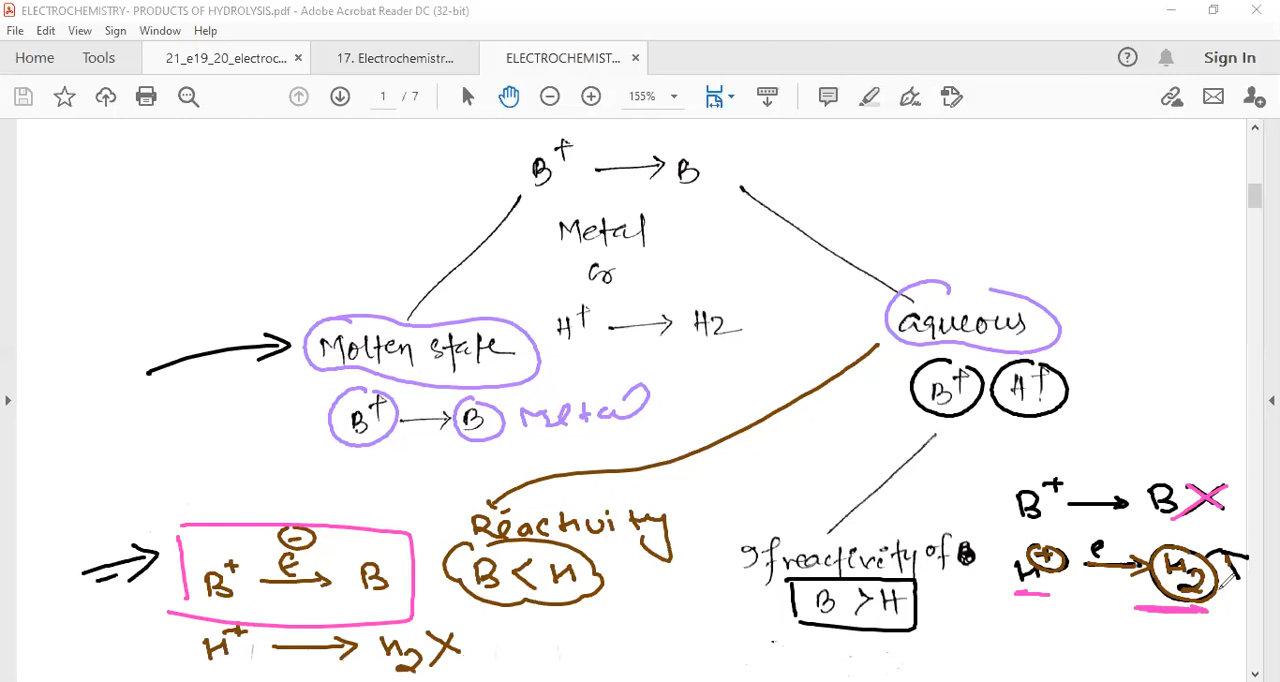 ELECTROCHEMISTRY- PRODUCTS OF HYDROLYSIS.pdf - Adobe Acrobat Reader DC (32-bit)
File Edit View Sign Window Help
Home Tools 21_e19_20_electroc... × 17. Electrochemistr... ELECTROCHEMIST... ×
Sign In
1 / 7 155%
B⁺ → B
Metal
or
H⁺ → H2
Molten state
aqueous
B⁺ → B Metal
B⁺ H⁺
Reactivity
B < H
B⁺ e⊖→ B
H⁺ → H₂ X
If reactivity of B
B > H
B⁺ → B X
H⁺ e→ H₂ ↑